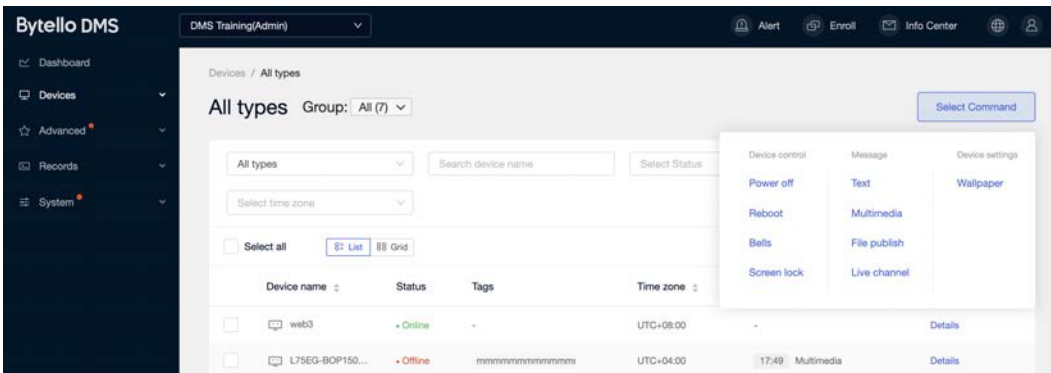 Bytello DMS
DMS Training(Admin)
Alert
Enroll
Info Center
Dashboard
Devices
Advanced
Records
System
Devices / All types
All types Group: All (7)
Select Command
All types
Search device name
Select Status
Select time zone
Device control Message Device settings
Power off Text Wallpaper
Reboot Multimedia
Bells File publish
Screen lock Live channel
Select all List Grid
Device name Status Tags Time zone
web3 Online - UTC+08:00 - Details
L75EG-BOP150... Offline UTC+04:00 17:49 Multimedia Details